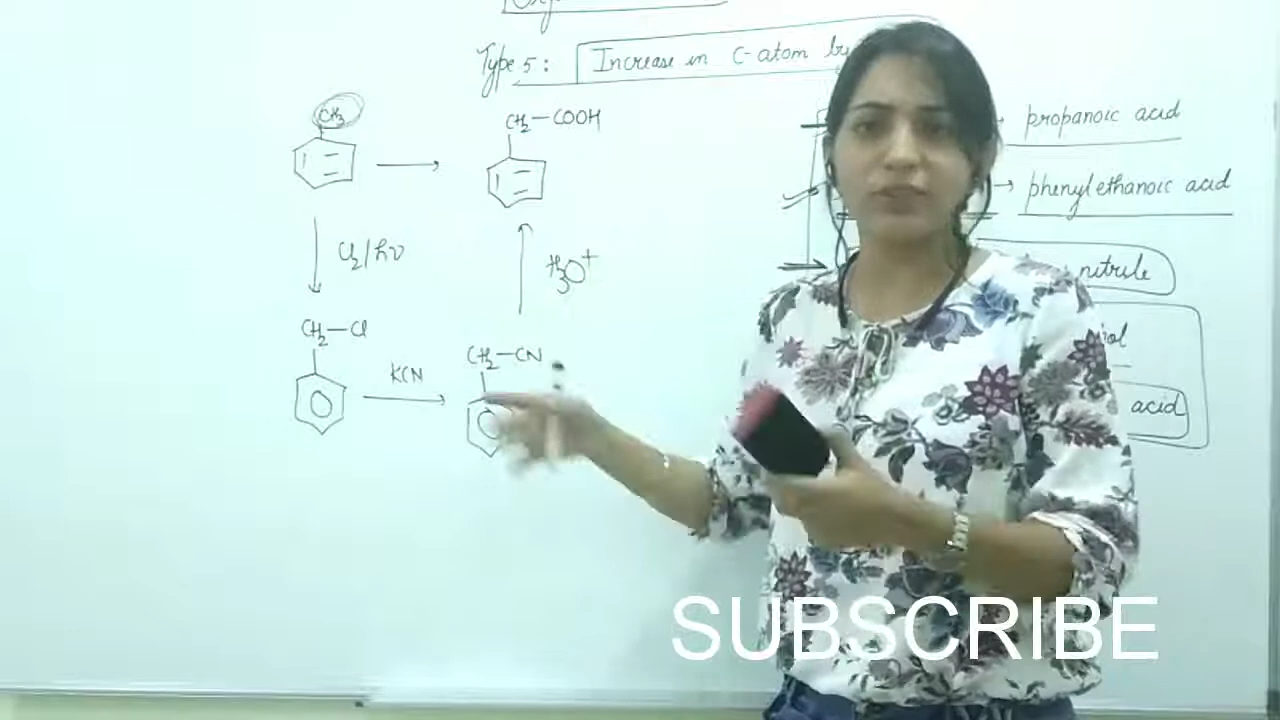 Type 5: Increase in C-atom by
CH3
CH2-COOH
propanoic acid
phenylethanoic acid
Cl2/hν
H3O+
nitrile
CH2-Cl
KCN
CH2-CN
acid
SUBSCRIBE